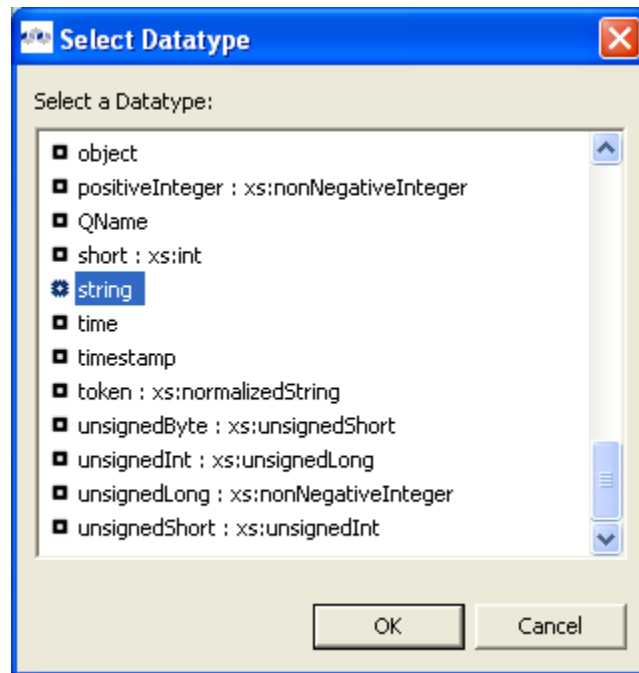 Select Datatype
Select a Datatype:
object
positiveInteger : xs:nonNegativeInteger
QName
short : xs:int
string
time
timestamp
token : xs:normalizedString
unsignedByte : xs:unsignedShort
unsignedInt : xs:unsignedLong
unsignedLong : xs:nonNegativeInteger
unsignedShort : xs:unsignedInt
OK Cancel